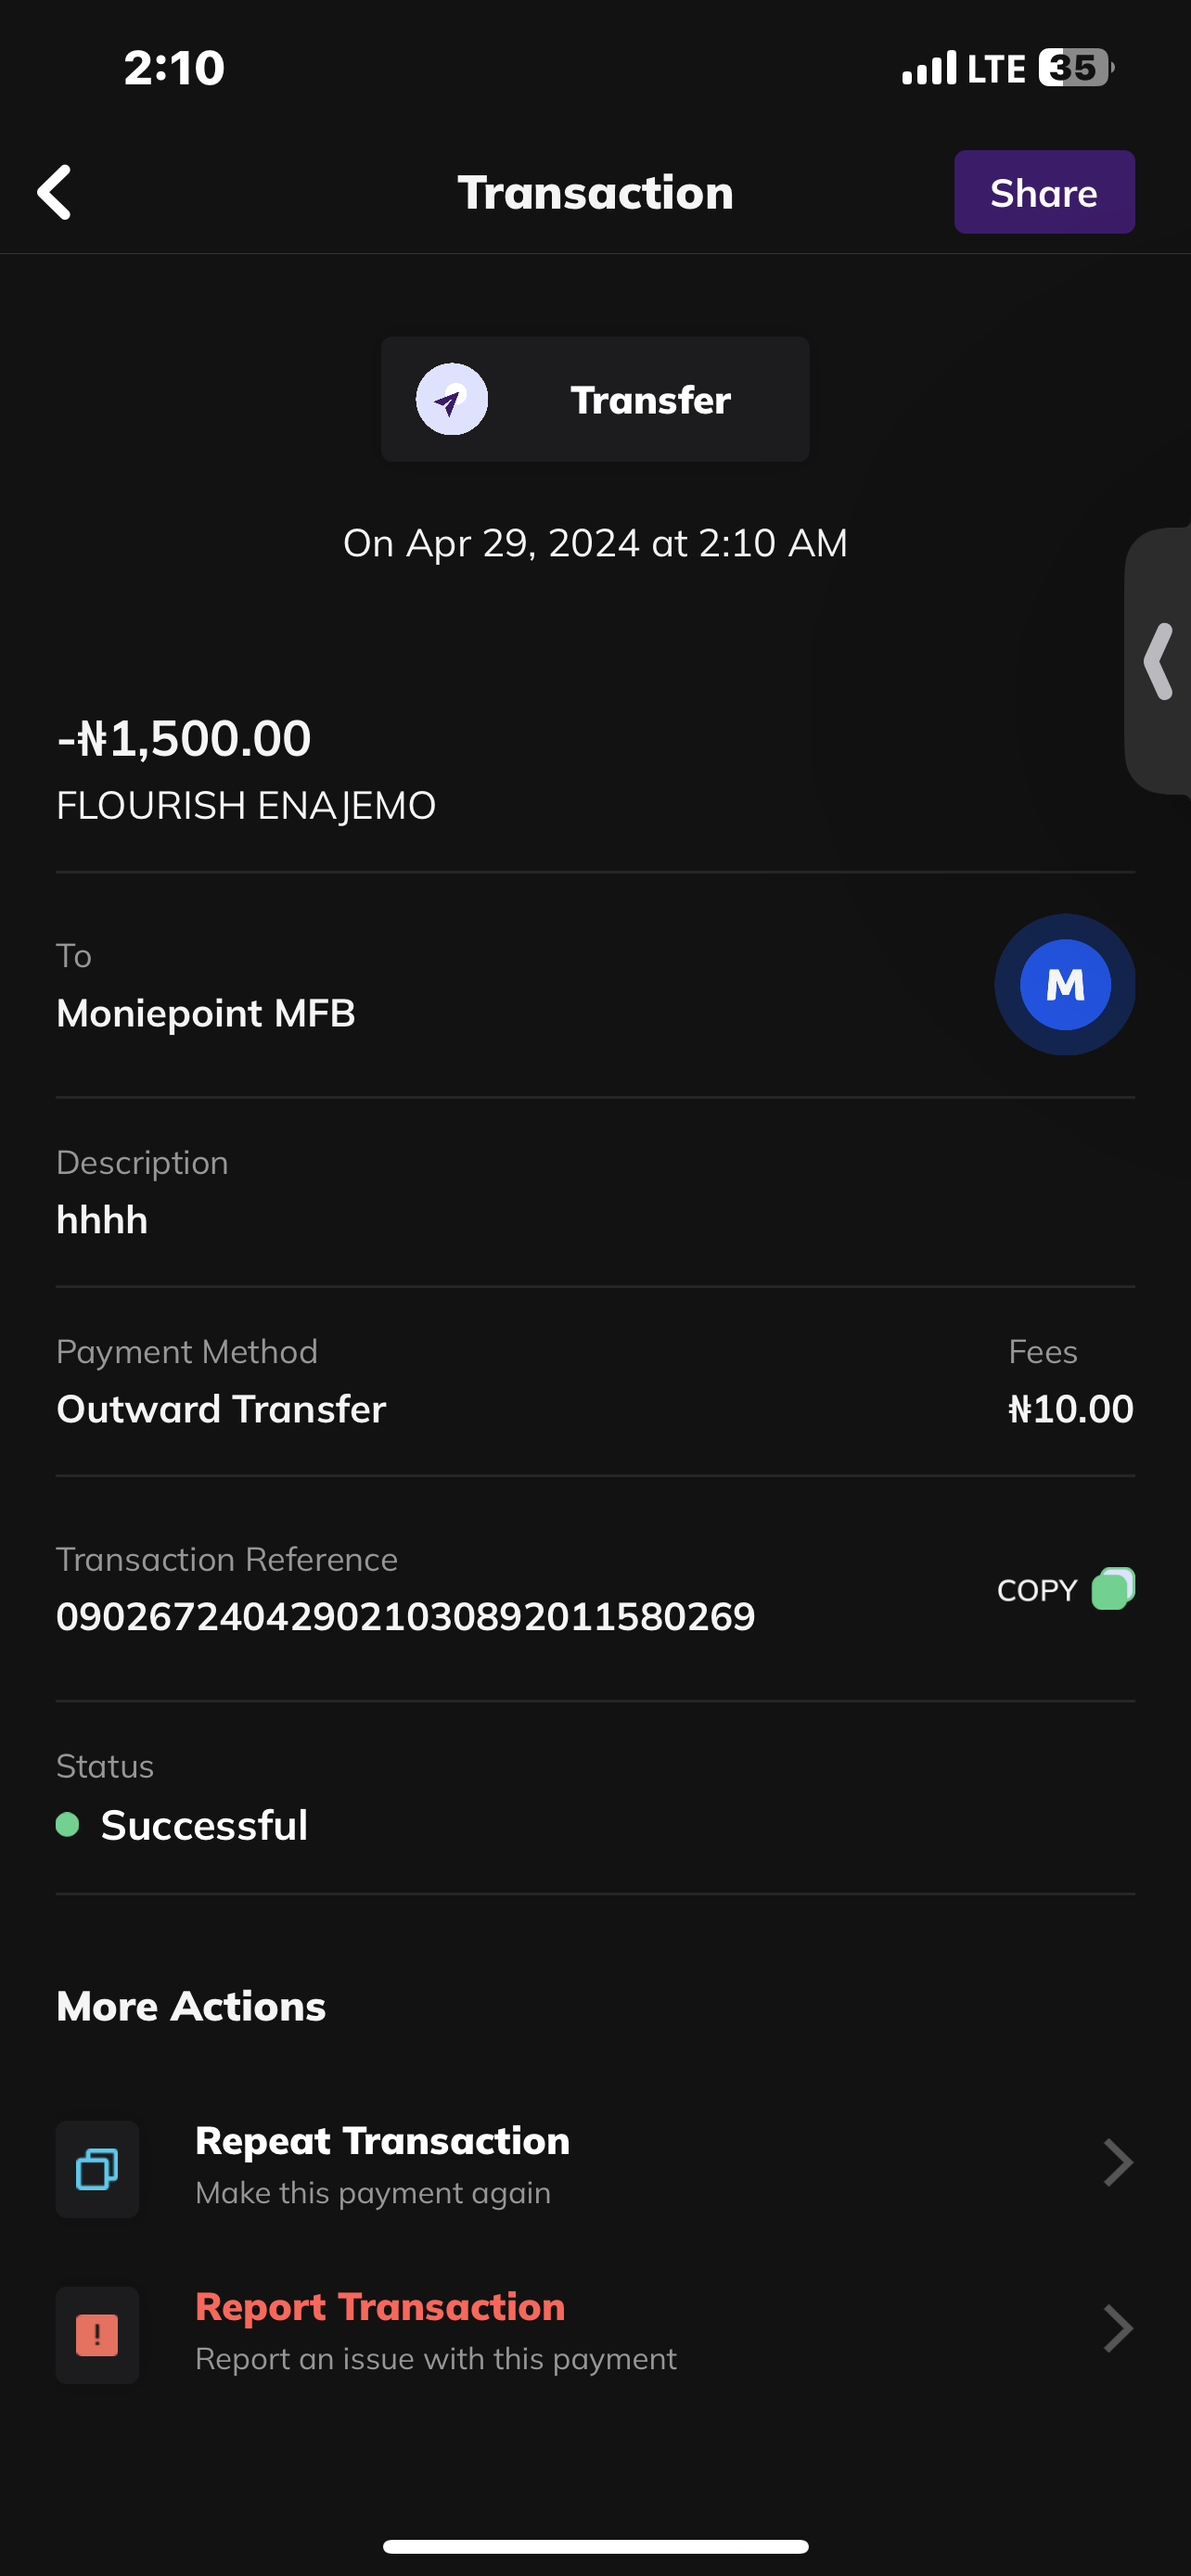 2:10 LTE 35
Transaction Share
Transfer
On Apr 29, 2024 at 2:10 AM
-₦1,500.00
FLOURISH ENAJEMO
To
Moniepoint MFB
M
Description
hhhh
Payment Method Fees
Outward Transfer ₦10.00
Transaction Reference
090267240429021030892011580269
COPY
Status
Successful
More Actions
Repeat Transaction
Make this payment again
Report Transaction
Report an issue with this payment